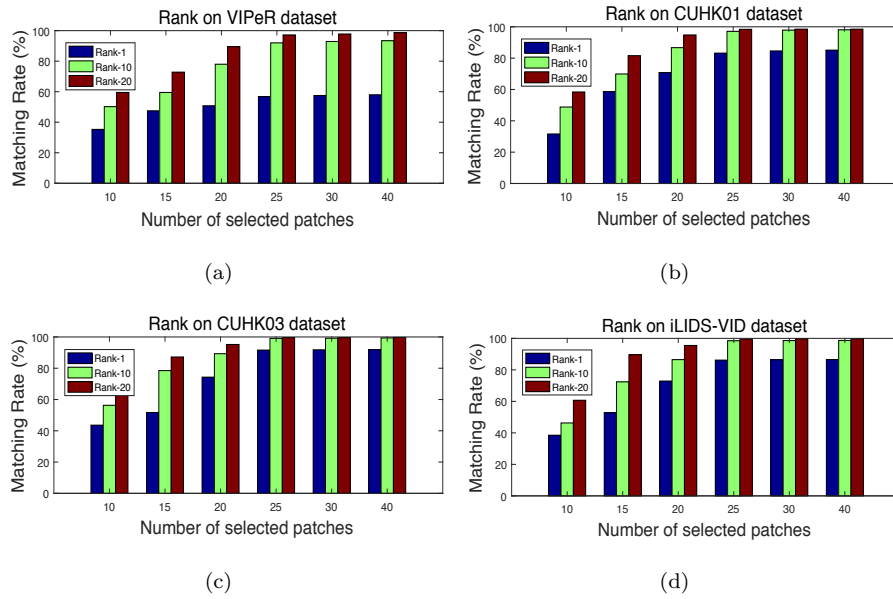 Rank on VIPeR dataset
Matching Rate (%)
100
80
60
40
20
0
Rank-1
Rank-10
Rank-20
10 15 20 25 30 40
Number of selected patches
(a)
Rank on CUHK01 dataset
Matching Rate (%)
100
80
60
40
20
0
Rank-1
Rank-10
Rank-20
10 15 20 25 30 40
Number of selected patches
(b)
Rank on CUHK03 dataset
Matching Rate (%)
100
80
60
40
20
0
Rank-1
Rank-10
Rank-20
10 15 20 25 30 40
Number of selected patches
(c)
Rank on iLIDS-VID dataset
Matching Rate (%)
100
80
60
40
20
0
Rank-1
Rank-10
Rank-20
10 15 20 25 30 40
Number of selected patches
(d)